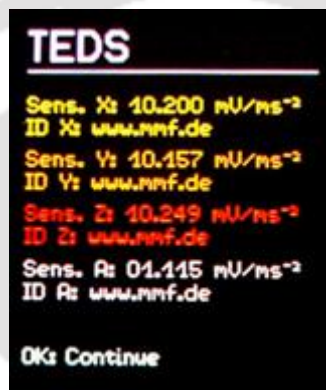 TEDS
Sens. X: 10.200 mV/ms⁻²
ID X: www.mmf.de
Sens. Y: 10.157 mV/ms⁻²
ID Y: www.mmf.de
Sens. Z: 10.249 mV/ms⁻²
ID Z: www.mmf.de
Sens. A: 01.115 mV/ms⁻²
ID A: www.mmf.de
OK: Continue